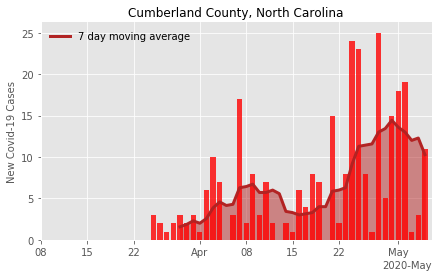 Cumberland County, North Carolina
7 day moving average
New Covid-19 Cases
25
20
15
10
5
0
08 15 22 Apr 08 15 22 May
2020-May